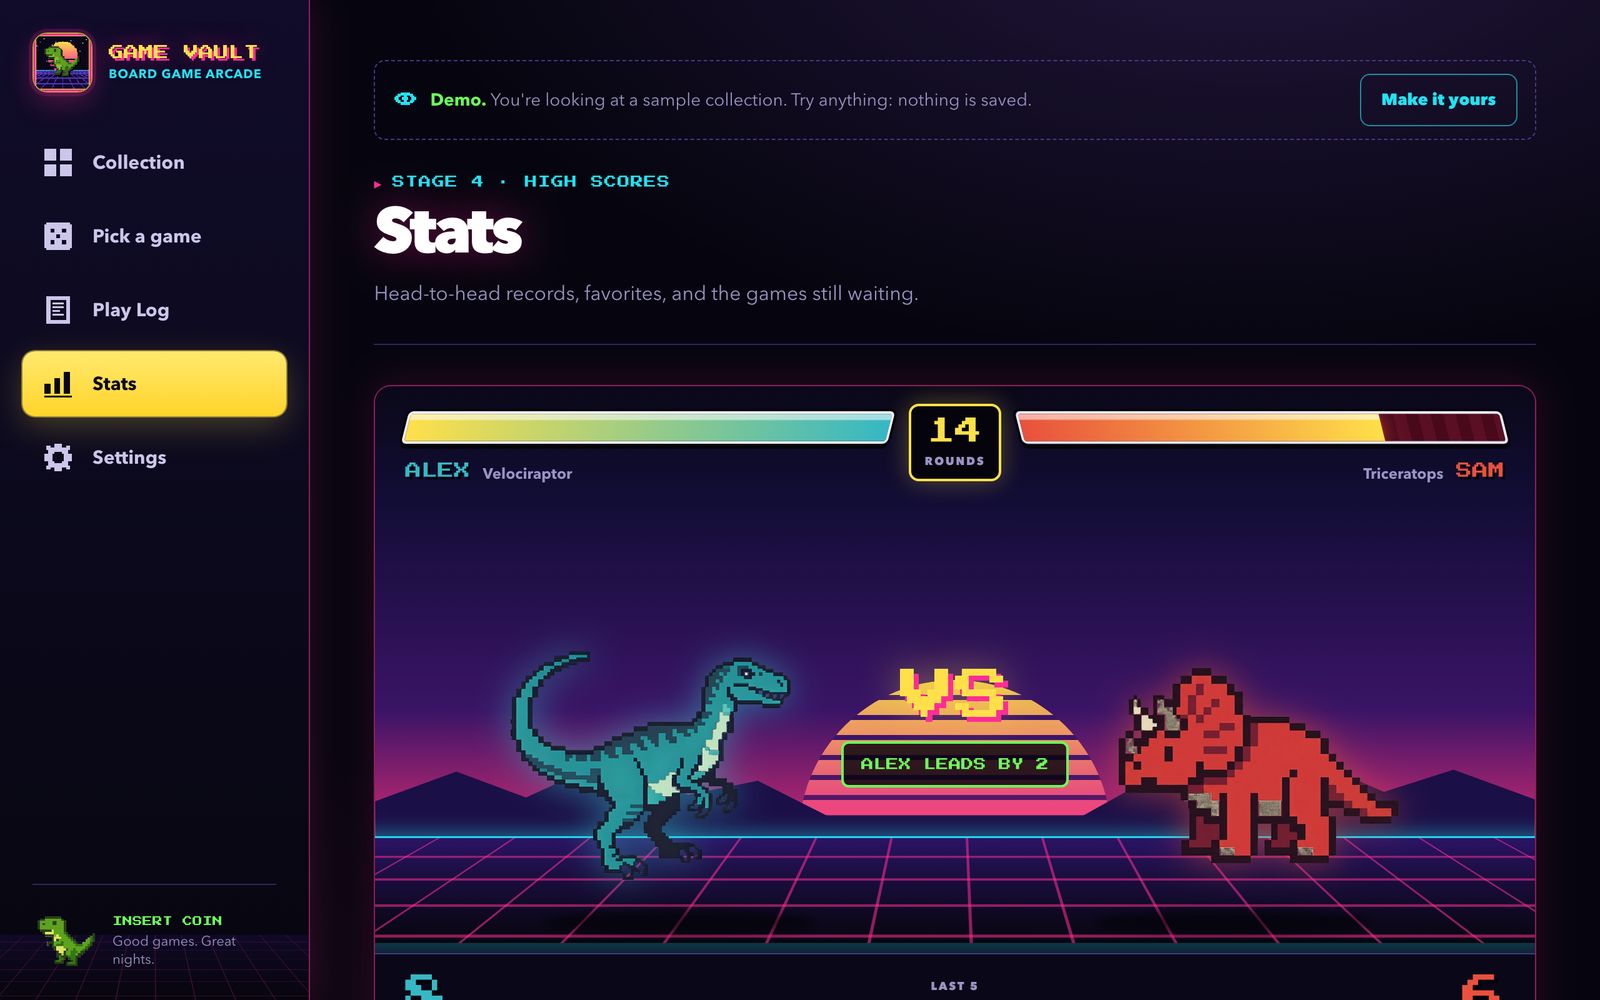 GAME VAULT
BOARD GAME ARCADE
Collection
Pick a game
Play Log
Stats
Settings
INSERT COIN
Good games. Great
nights.
Demo. You're looking at a sample collection. Try anything: nothing is saved.
Make it yours
STAGE 4 · HIGH SCORES
Stats
Head-to-head records, favorites, and the games still waiting.
14
ROUNDS
ALEX Velociraptor
Triceratops SAM
VS
ALEX LEADS BY 2
8
LAST 5
6